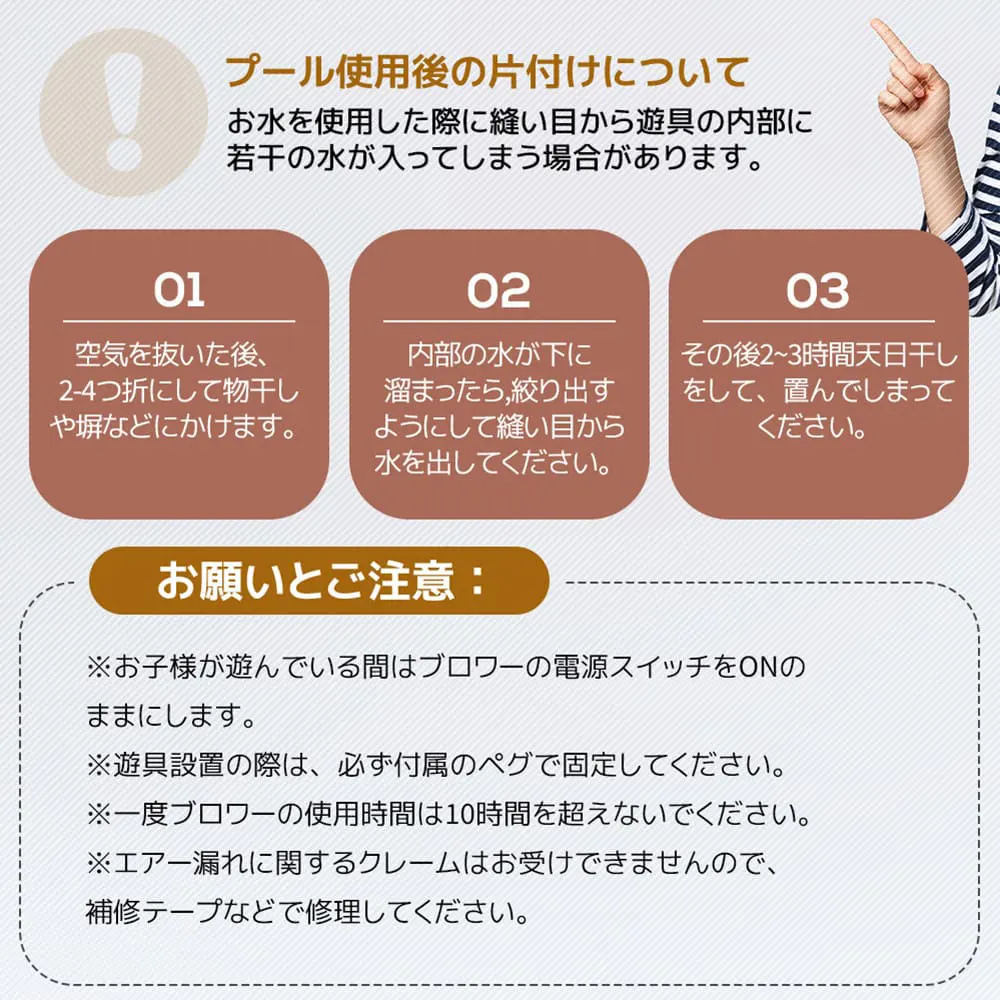 プール使用後の片付けについて
お水を使用した際に縫い目から遊具の内部に
若干の水が入ってしまう場合があります。
01
空気を抜いた後、
2-4つ折にして物干し
や塀などにかけます。
02
内部の水が下に
溜まったら,絞り出す
ようにして縫い目から
水を出してください。
03
その後2~3時間天日干し
をして、置んでしまって
ください。
お願いとご注意：
※お子様が遊んでいる間はブロワーの電源スイッチをONの
ままにします。
※遊具設置の際は、必ず付属のペグで固定してください。
※一度ブロワーの使用時間は10時間を超えないでください。
※エアー漏れに関するクレームはお受けできませんので、
補修テープなどで修理してください。